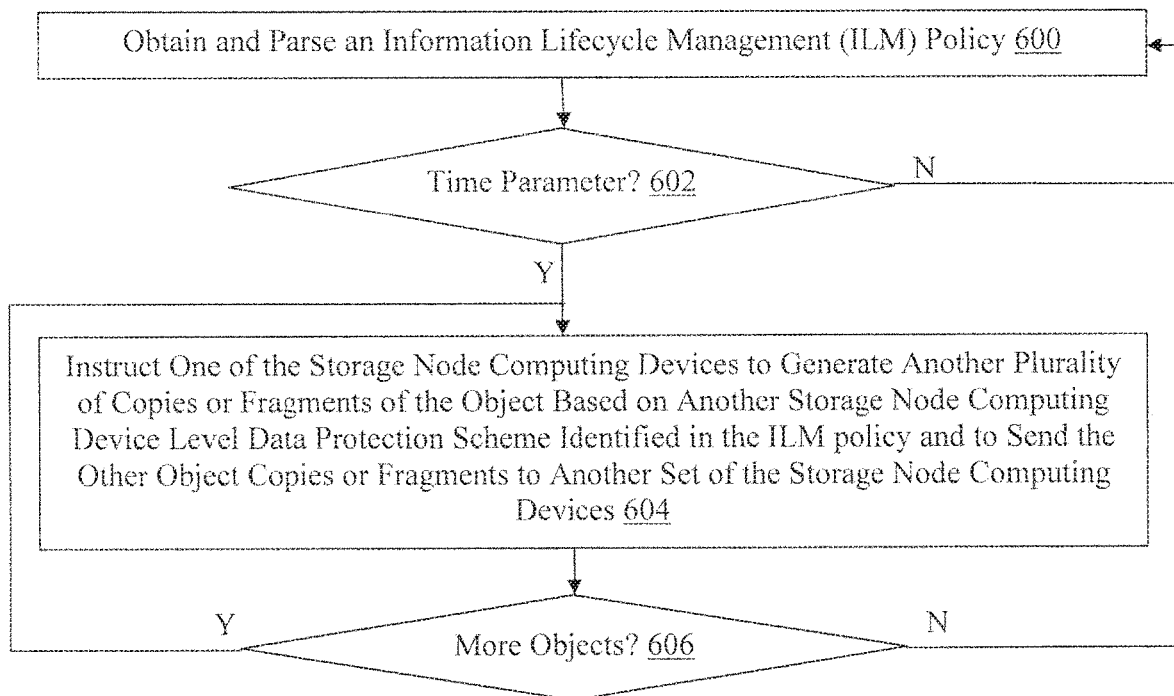 Obtain and Parse an Information Lifecycle Management (ILM) Policy 600
Time Parameter? 602
N
Y
Instruct One of the Storage Node Computing Devices to Generate Another Plurality
of Copies or Fragments of the Object Based on Another Storage Node Computing
Device Level Data Protection Scheme Identified in the ILM policy and to Send the
Other Object Copies or Fragments to Another Set of the Storage Node Computing
Devices 604
Y
More Objects? 606
N